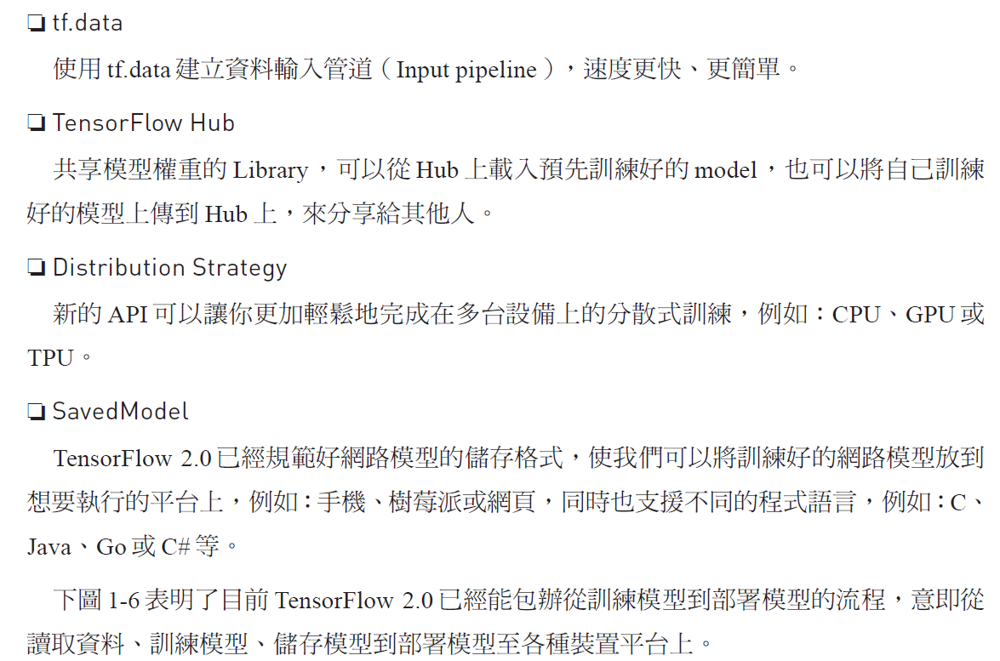 ❏ tf.data
使用 tf.data 建立資料輸入管道（Input pipeline），速度更快、更簡單。
❏ TensorFlow Hub
共享模型權重的 Library，可以從 Hub 上載入預先訓練好的 model，也可以將自己訓練
好的模型上傳到 Hub 上，來分享給其他人。
❏ Distribution Strategy
新的 API 可以讓你更加輕鬆地完成在多台設備上的分散式訓練，例如：CPU、GPU 或
TPU。
❏ SavedModel
TensorFlow 2.0 已經規範好網路模型的儲存格式，使我們可以將訓練好的網路模型放到
想要執行的平台上，例如：手機、樹莓派或網頁，同時也支援不同的程式語言，例如：C、
Java、Go 或 C# 等。
下圖 1-6 表明了目前 TensorFlow 2.0 已經能包辦從訓練模型到部署模型的流程，意即從
讀取資料、訓練模型、儲存模型到部署模型至各種裝置平台上。